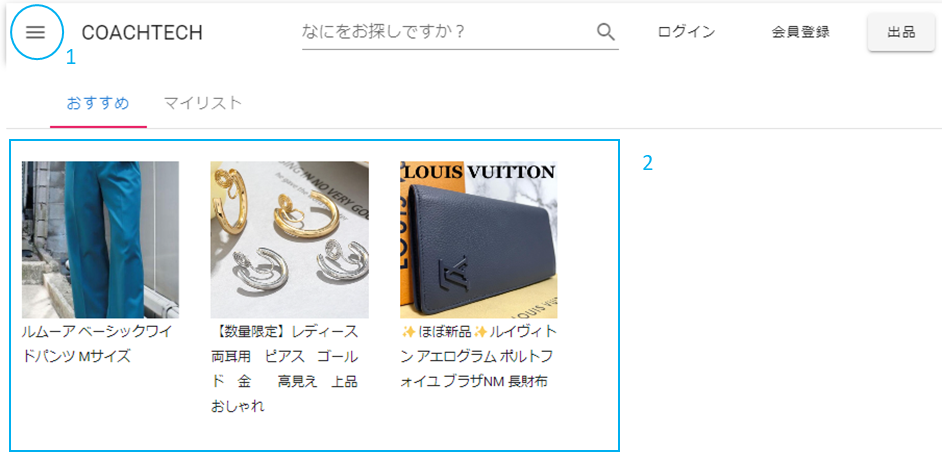 COACHTECH
なにをお探しですか？
ログイン
会員登録
出品
1
おすすめ
マイリスト
2
ルムーア ベーシックワイ
ドパンツ Mサイズ
【数量限定】レディース
両耳用　ピアス　ゴール
ド　金　　高見え　上品
おしゃれ
LOUIS VUITTON
✨ほぼ新品✨ルイヴィト
ン アエログラム ポルトフ
ォイユ ブラザNM 長財布